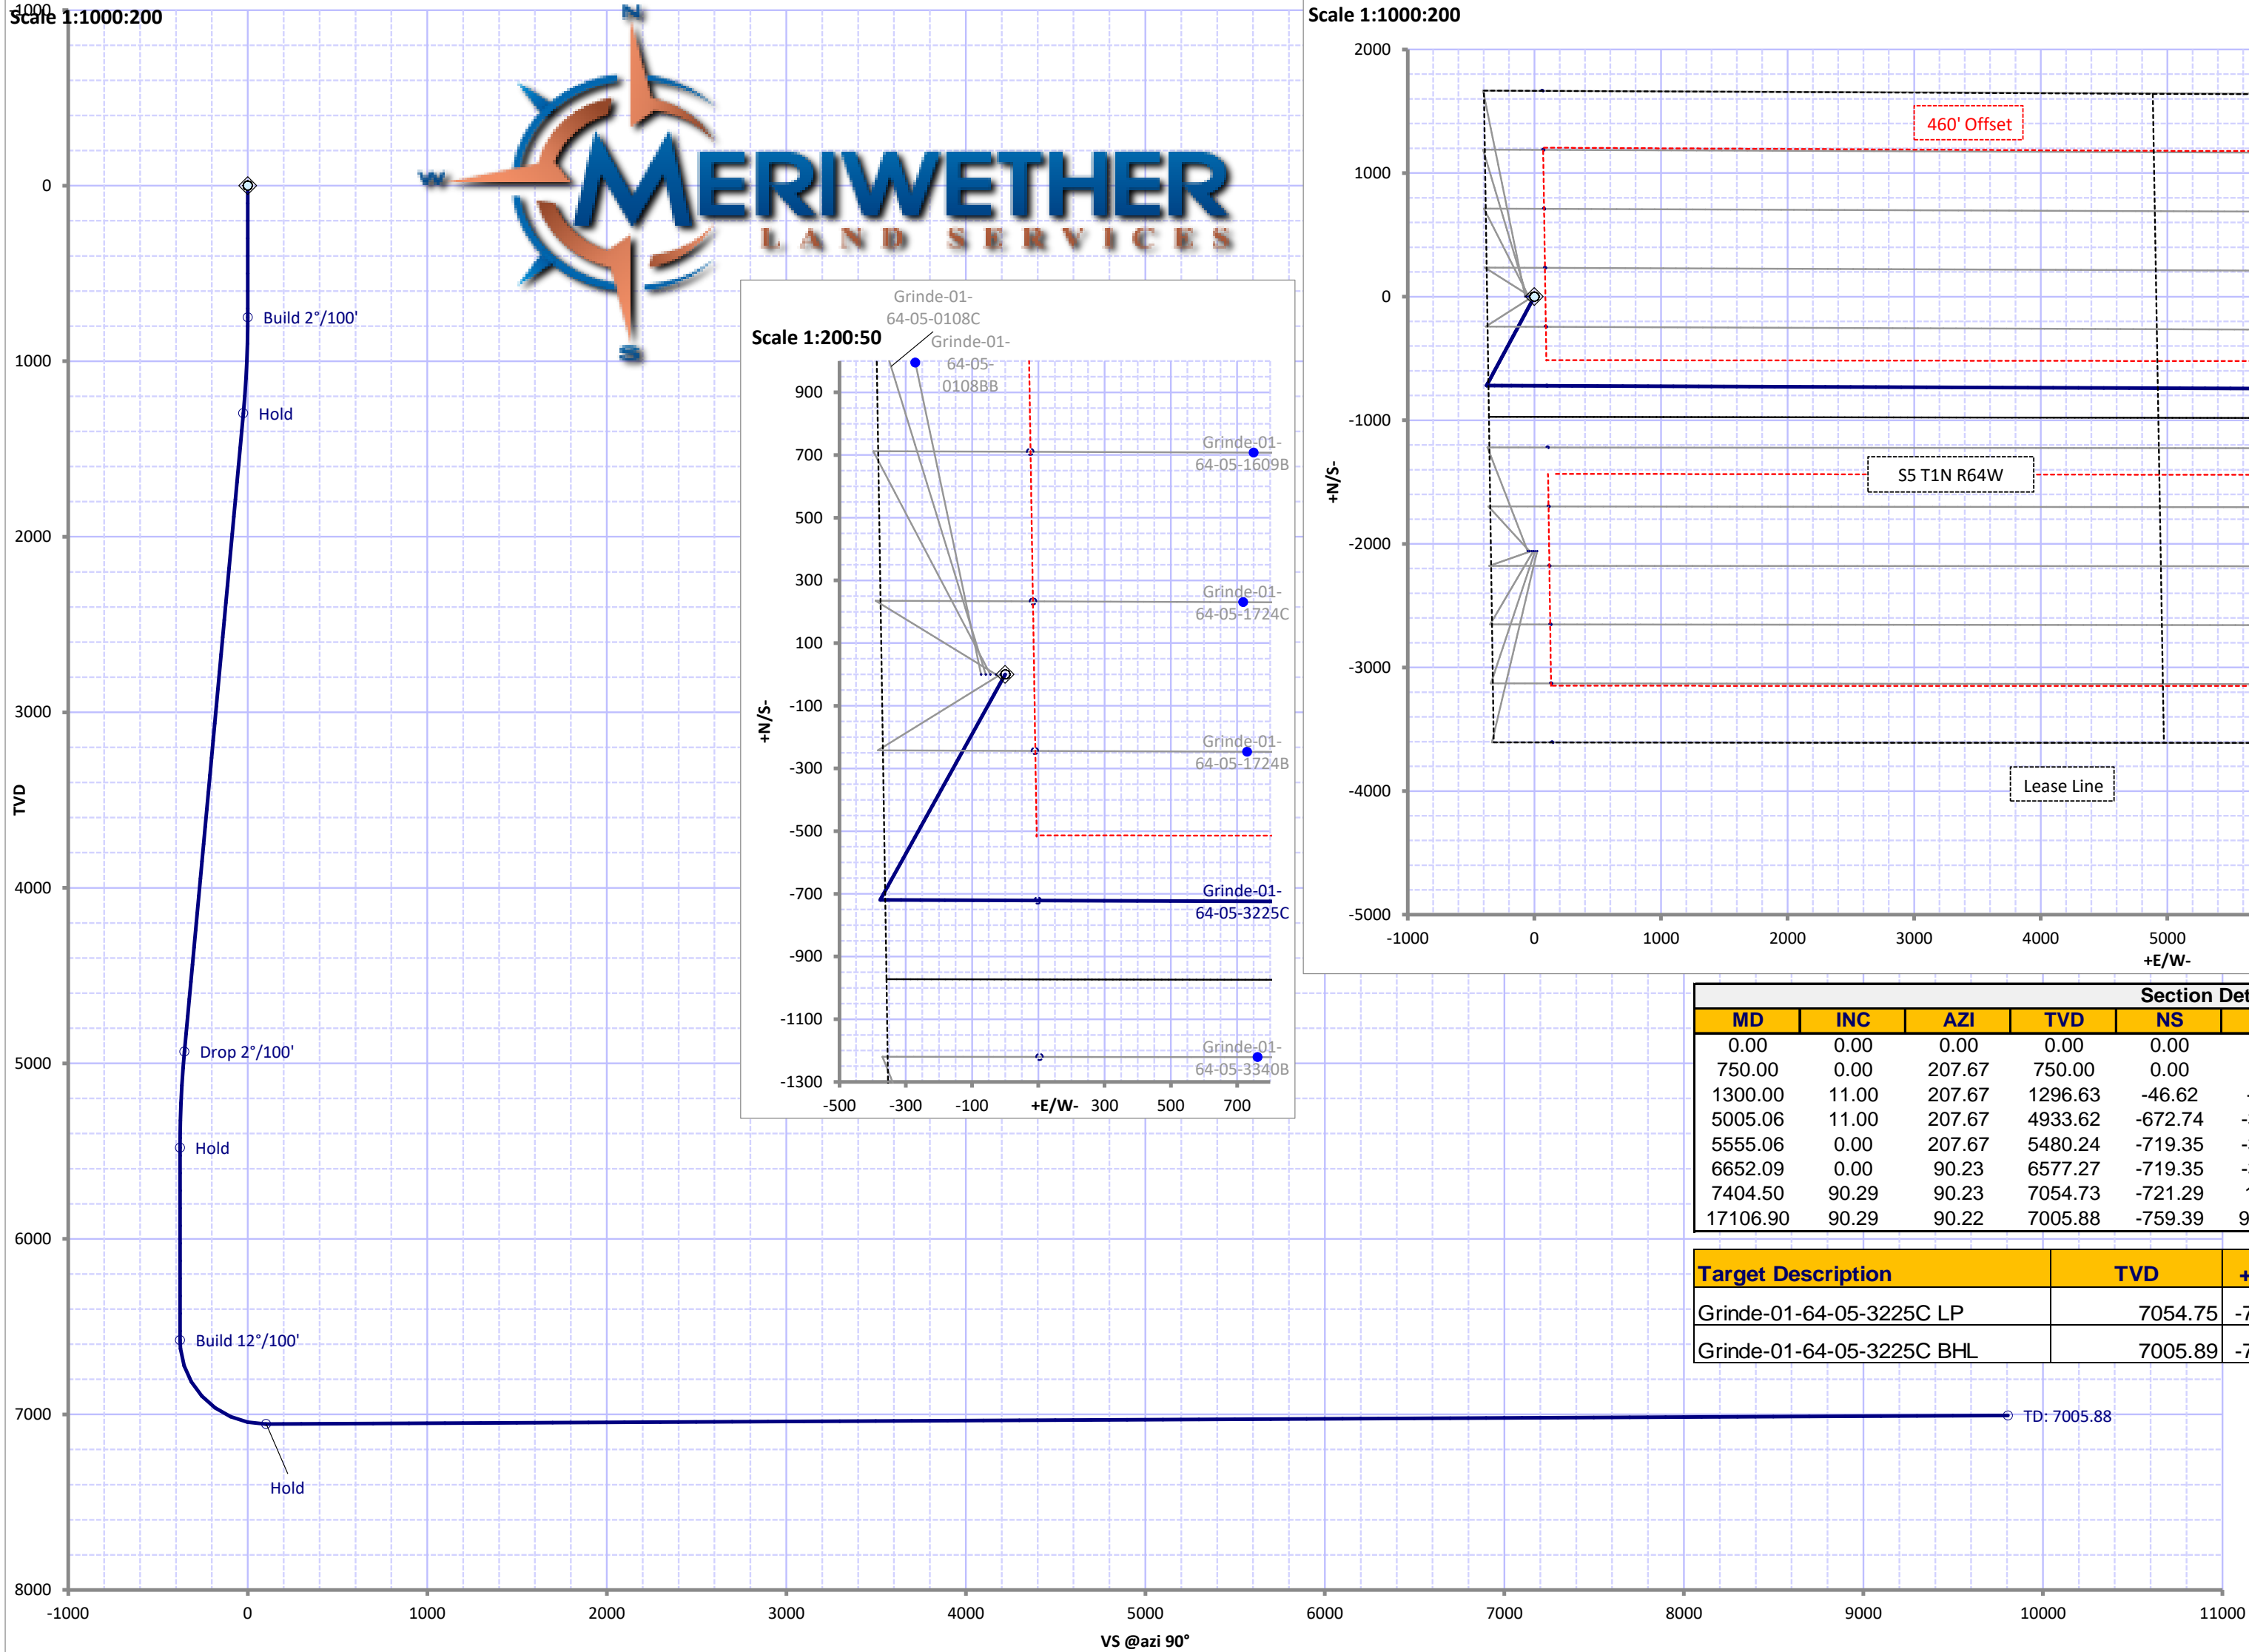 Scale 1:1000:200
1000
0
1000
2000
3000
4000
5000
6000
7000
8000
TVD
-1000
0
1000
2000
3000
4000
5000
6000
7000
8000
9000
10000
11000
VS @azi 90°
Build 2°/100'
Hold
Drop 2°/100'
Hold
Build 12°/100'
Hold
TD: 7005.88
N
W
S
MERIWETHER
LAND SERVICES
Scale 1:200:50
Grinde-01-
64-05-0108C
Grinde-01-
64-05-
0108BB
900
700
500
300
100
-100
-300
-500
-700
-900
-1100
-1300
+N/S-
Grinde-01-
64-05-1609B
Grinde-01-
64-05-1724C
Grinde-01-
64-05-1724B
Grinde-01-
64-05-3225C
Grinde-01-
64-05-3340B
-500
-300
-100
+E/W-
300
500
700
Scale 1:1000:200
2000
1000
0
-1000
-2000
-3000
-4000
-5000
+N/S-
460' Offset
S5 T1N R64W
Lease Line
-1000
0
1000
2000
3000
4000
5000
+E/W-
Section Det
MD INC AZI TVD NS
0.00 0.00 0.00 0.00 0.00
750.00 0.00 207.67 750.00 0.00
1300.00 11.00 207.67 1296.63 -46.62 -
5005.06 11.00 207.67 4933.62 -672.74 -
5555.06 0.00 207.67 5480.24 -719.35 -
6652.09 0.00 90.23 6577.27 -719.35 -
7404.50 90.29 90.23 7054.73 -721.29 1
17106.90 90.29 90.22 7005.88 -759.39 9
Target Description TVD +
Grinde-01-64-05-3225C LP 7054.75 -7
Grinde-01-64-05-3225C BHL 7005.89 -7